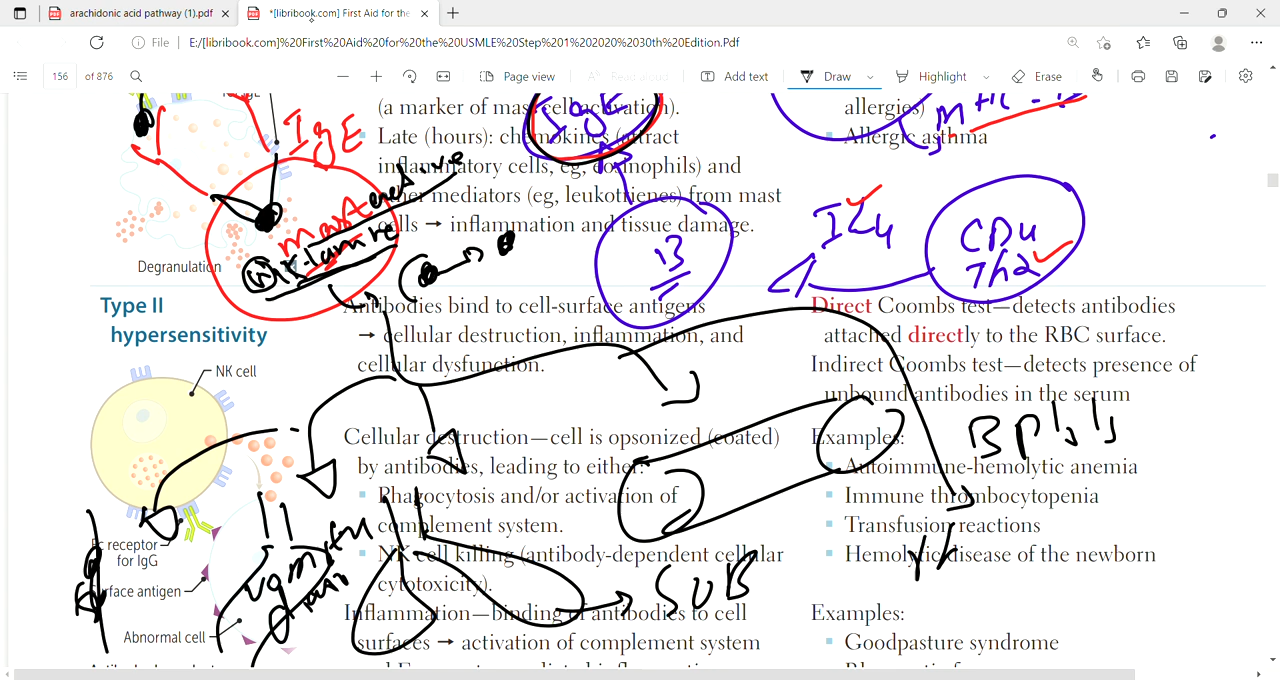 arachidonic acid pathway (1).pdf
*[libribook.com] First Aid for the
File E:/[libribook.com]%20First%20Aid%20for%20the%20USMLE%20Step%201%202020%2030th%20Edition.Pdf
156 of 876 Page view Read aloud Add text Draw Highlight Erase
(a marker of mast cell activation).
Late (hours): chemokines (attract
inflammatory cells, eg, eosinophils) and
other mediators (eg, leukotrienes) from mast
cells → inflammation and tissue damage.
allergies)
Allergic asthma
IgE
IgE
mast
13
IL4
CD4
Th2
Degranulation
Type II
hypersensitivity
NK cell
Fc receptor
for IgG
Surface antigen
Abnormal cell
Antibodies bind to cell-surface antigens
→ cellular destruction, inflammation, and
cellular dysfunction.
Cellular destruction—cell is opsonized (coated)
by antibodies, leading to either:
Phagocytosis and/or activation of
complement system.
NK cell killing (antibody-dependent cellular
cytotoxicity).
Inflammation—binding of antibodies to cell
surfaces → activation of complement system
Direct Coombs test—detects antibodies
attached directly to the RBC surface.
Indirect Coombs test—detects presence of
unbound antibodies in the serum
Examples:
Autoimmune-hemolytic anemia
Immune thrombocytopenia
Transfusion reactions
Hemolytic disease of the newborn
Examples:
Goodpasture syndrome
BP↓↓
SUB